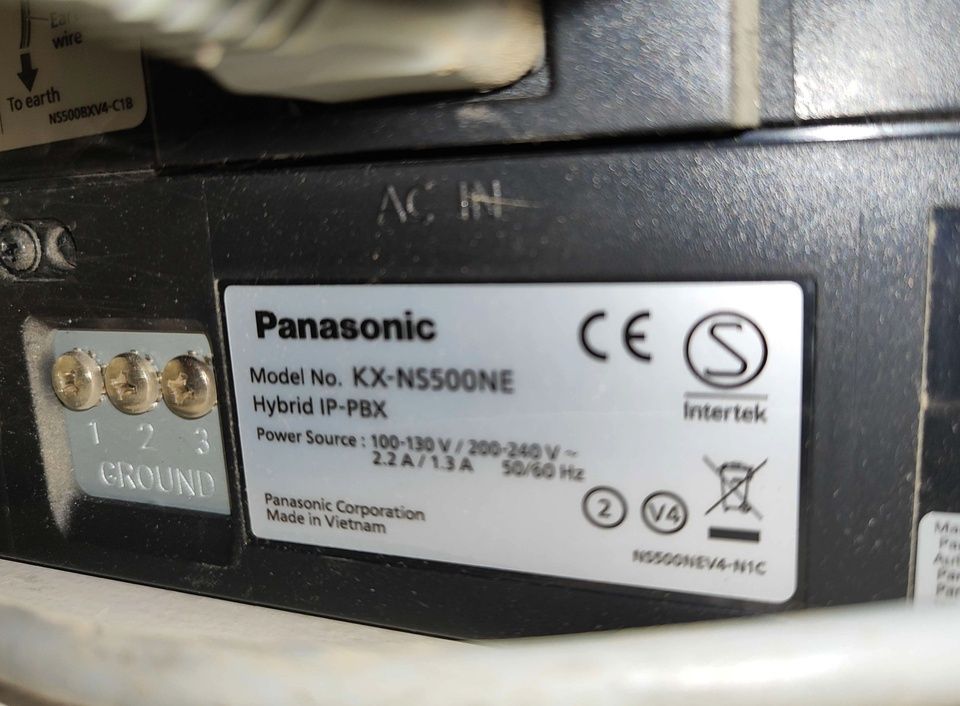 wire
To earth
NS500BXV4-C1B
AC IN
Panasonic
CE
S
Intertek
Model No. KX-NS500NE
Hybrid IP-PBX
Power Source : 100-130 V / 200-240 V ~
2.2 A / 1.3 A 50/60 Hz
Panasonic Corporation
Made in Vietnam
2 V4
NS500NEV4-N1C
1 2 3
GROUND